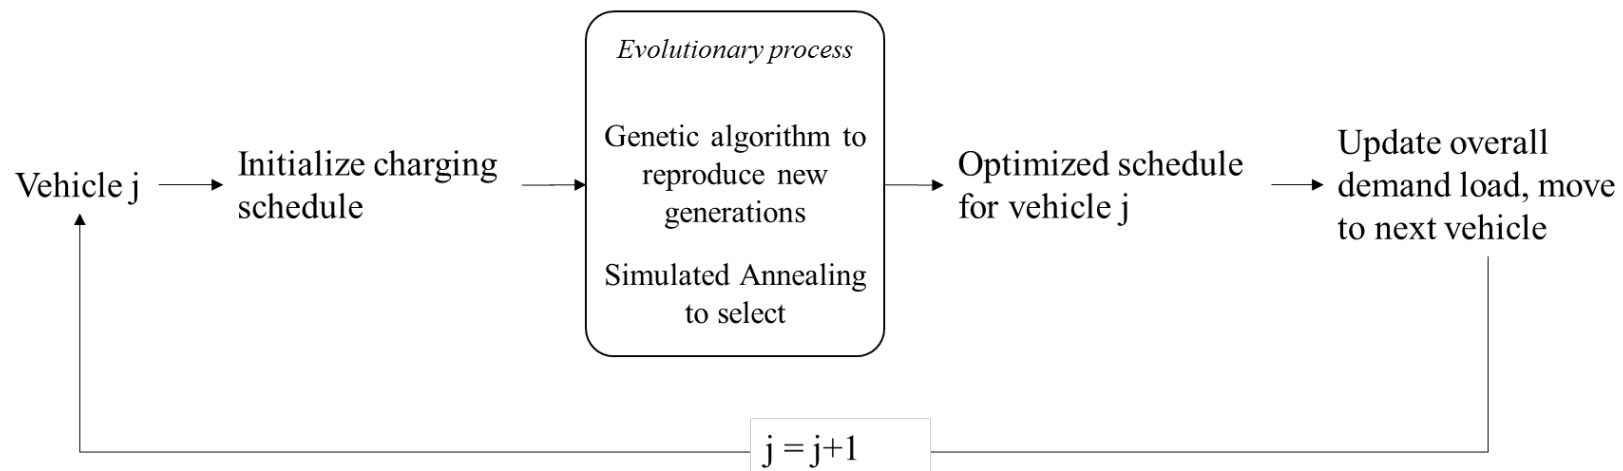 Vehicle j
Initialize charging
schedule
Evolutionary process
Genetic algorithm to
reproduce new
generations
Simulated Annealing
to select
Optimized schedule
for vehicle j
Update overall
demand load, move
to next vehicle
j = j+1